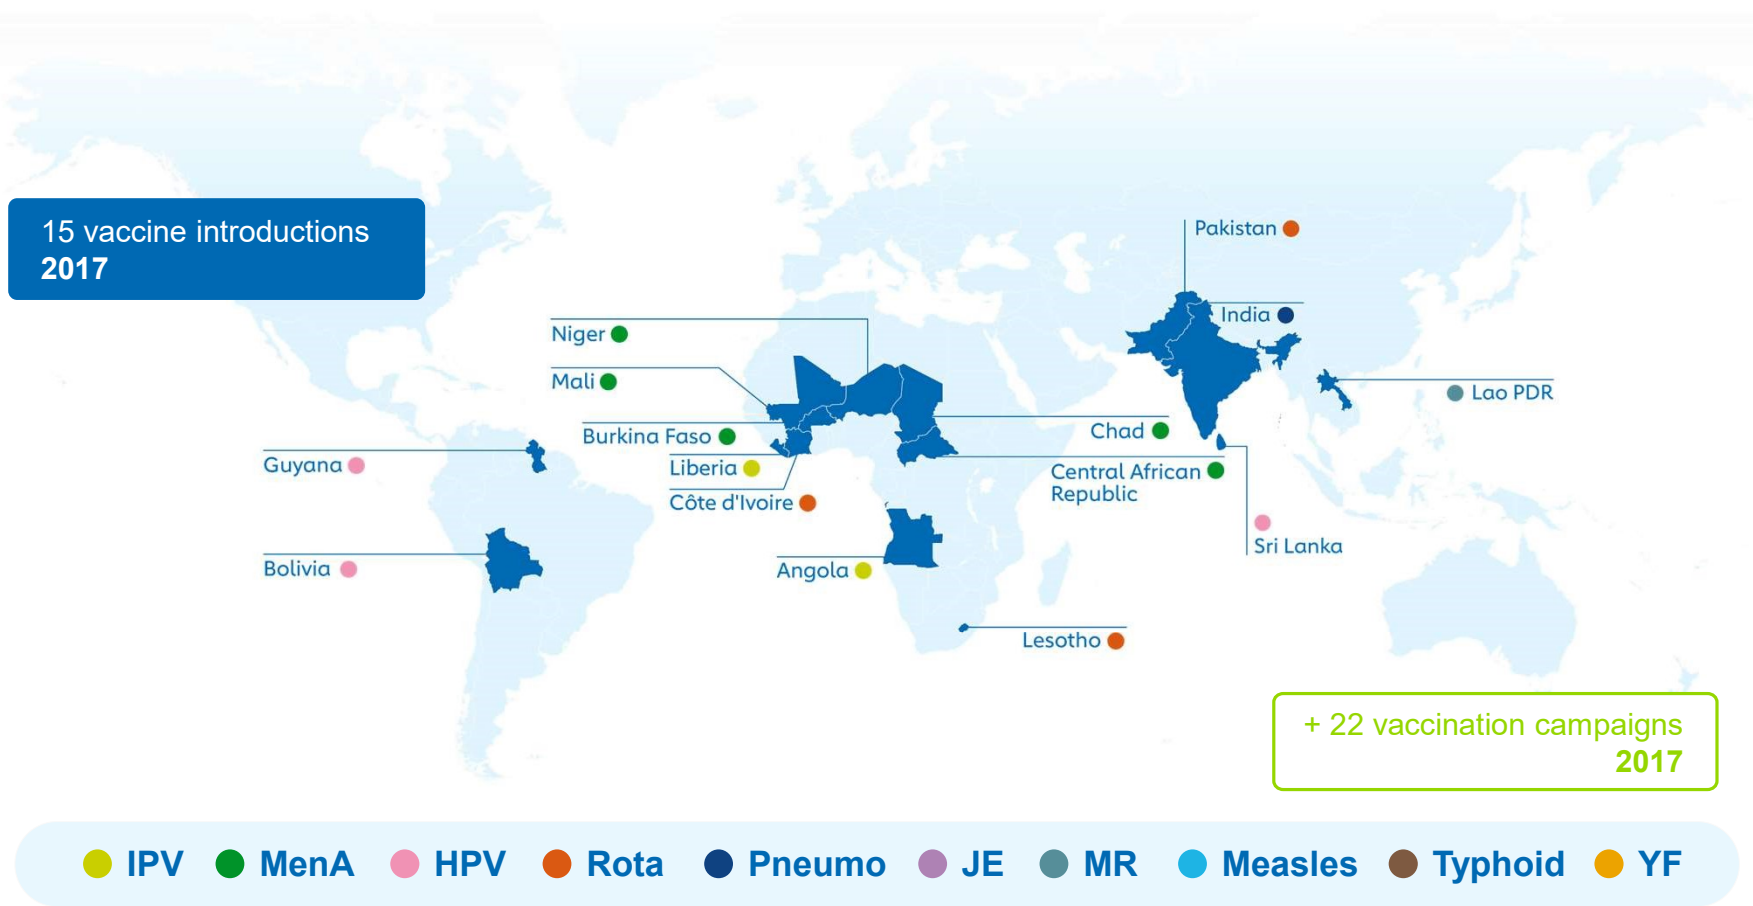 15 vaccine introductions
2017
Pakistan
India
Niger
Mali
Lao PDR
Burkina Faso
Chad
Guyana
Liberia
Central African
Republic
Côte d'Ivoire
Sri Lanka
Bolivia
Angola
Lesotho
+ 22 vaccination campaigns
2017
IPV MenA HPV Rota Pneumo JE MR Measles Typhoid YF